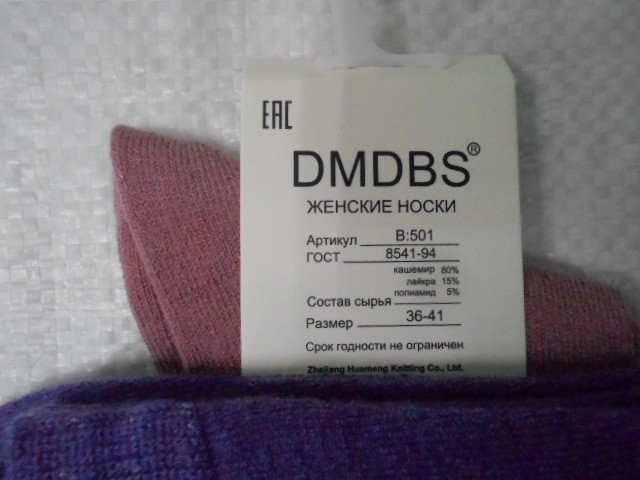 EAC
DMDBS®
ЖЕНСКИЕ НОСКИ
Артикул B:501
ГОСТ 8541-94
кашемир 80%
лайкра 15%
полиамид 5%
Состав сырья
Размер 36-41
Срок годности не ограничен
Zhejiang Huameng Knitting Co., Ltd.